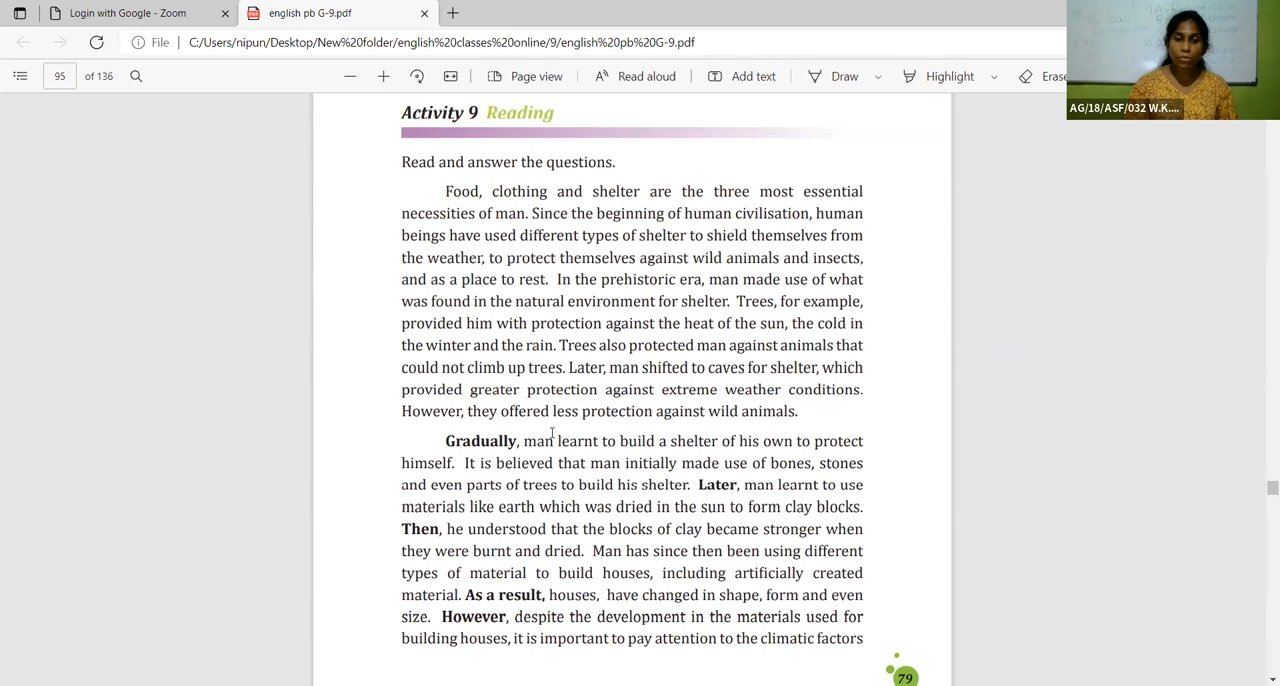 Login with Google - Zoom
english pb G-9.pdf
File
C:/Users/nipun/Desktop/New%20folder/english%20classes%20online/9/english%20pb%20G-9.pdf
95 of 136
Page view
Read aloud
Add text
Draw
Highlight
Erase
AG/18/ASF/032 W.K....
Activity 9 Reading
Read and answer the questions.
Food, clothing and shelter are the three most essential
necessities of man. Since the beginning of human civilisation, human
beings have used different types of shelter to shield themselves from
the weather, to protect themselves against wild animals and insects,
and as a place to rest. In the prehistoric era, man made use of what
was found in the natural environment for shelter. Trees, for example,
provided him with protection against the heat of the sun, the cold in
the winter and the rain. Trees also protected man against animals that
could not climb up trees. Later, man shifted to caves for shelter, which
provided greater protection against extreme weather conditions.
However, they offered less protection against wild animals.
Gradually, man learnt to build a shelter of his own to protect
himself. It is believed that man initially made use of bones, stones
and even parts of trees to build his shelter. Later, man learnt to use
materials like earth which was dried in the sun to form clay blocks.
Then, he understood that the blocks of clay became stronger when
they were burnt and dried. Man has since then been using different
types of material to build houses, including artificially created
material. As a result, houses, have changed in shape, form and even
size. However, despite the development in the materials used for
building houses, it is important to pay attention to the climatic factors
79